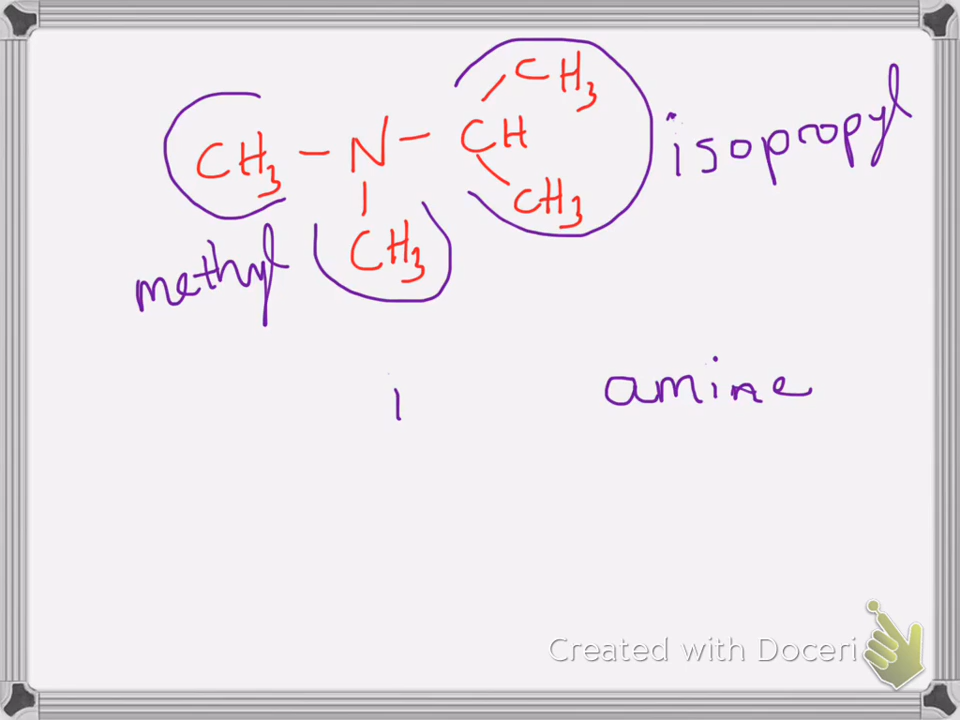 CH3
CH3 – N – CH isopropyl
CH3
CH3
methyl
i amine
Created with Doceri